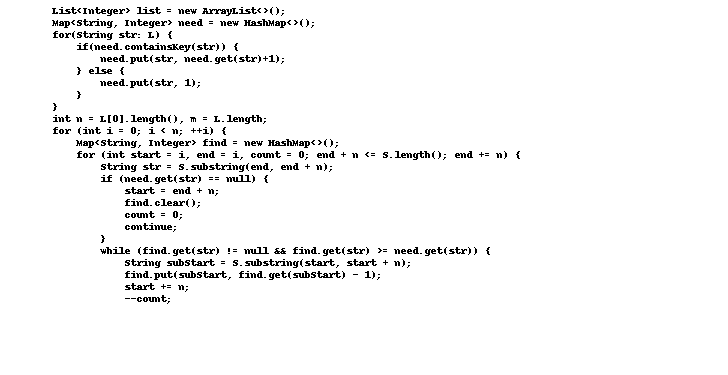 List<Integer> list = new ArrayList<>();
Map<String, Integer> need = new HashMap<>();
for(String str: L) {
    if(need.containsKey(str)) {
        need.put(str, need.get(str)+1);
    } else {
        need.put(str, 1);
    }
}
int n = L[0].length(), m = L.length;
for (int i = 0; i < n; ++i) {
    Map<String, Integer> find = new HashMap<>();
    for (int start = i, end = i, count = 0; end + n <= S.length(); end += n) {
        String str = S.substring(end, end + n);
        if (need.get(str) == null) {
            start = end + n;
            find.clear();
            count = 0;
            continue;
        }
        while (find.get(str) != null && find.get(str) >= need.get(str)) {
            String subStart = S.substring(start, start + n);
            find.put(subStart, find.get(subStart) - 1);
            start += n;
            --count;